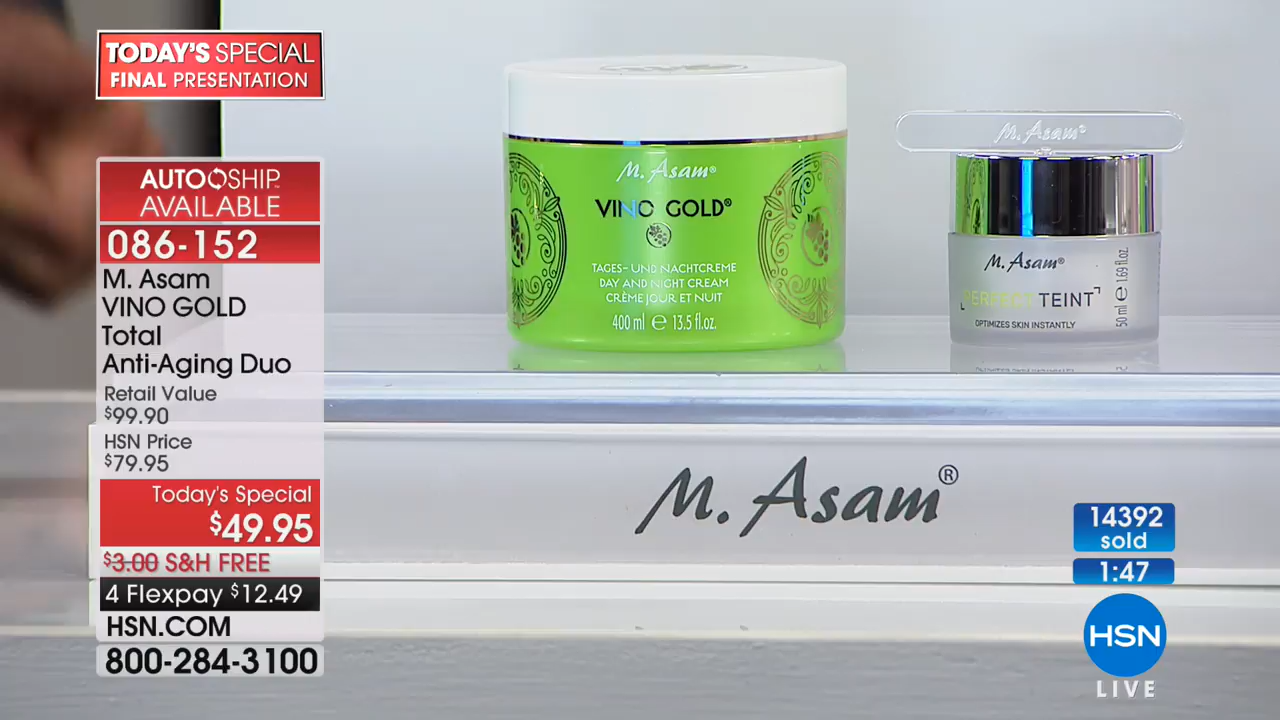 TODAY'S SPECIAL
FINAL PRESENTATION
AUTOSHIP™
AVAILABLE
086-152
M. Asam
VINO GOLD
Total
Anti-Aging Duo
Retail Value
$99.90
HSN Price
$79.95
Today's Special
$49.95
$3.00 S&H FREE
4 Flexpay $12.49
HSN.COM
800-284-3100
M. Asam®
VINO GOLD®
TAGES- UND NACHTCREME
DAY AND NIGHT CREAM
CRÈME JOUR ET NUIT
400 ml e 13.5 fl.oz.
M. Asam®
M. Asam®
PERFECT TEINT
OPTIMIZES SKIN INSTANTLY
50 ml e 1.69 fl.oz.
M. Asam®
14392
sold
1:47
HSN
LIVE